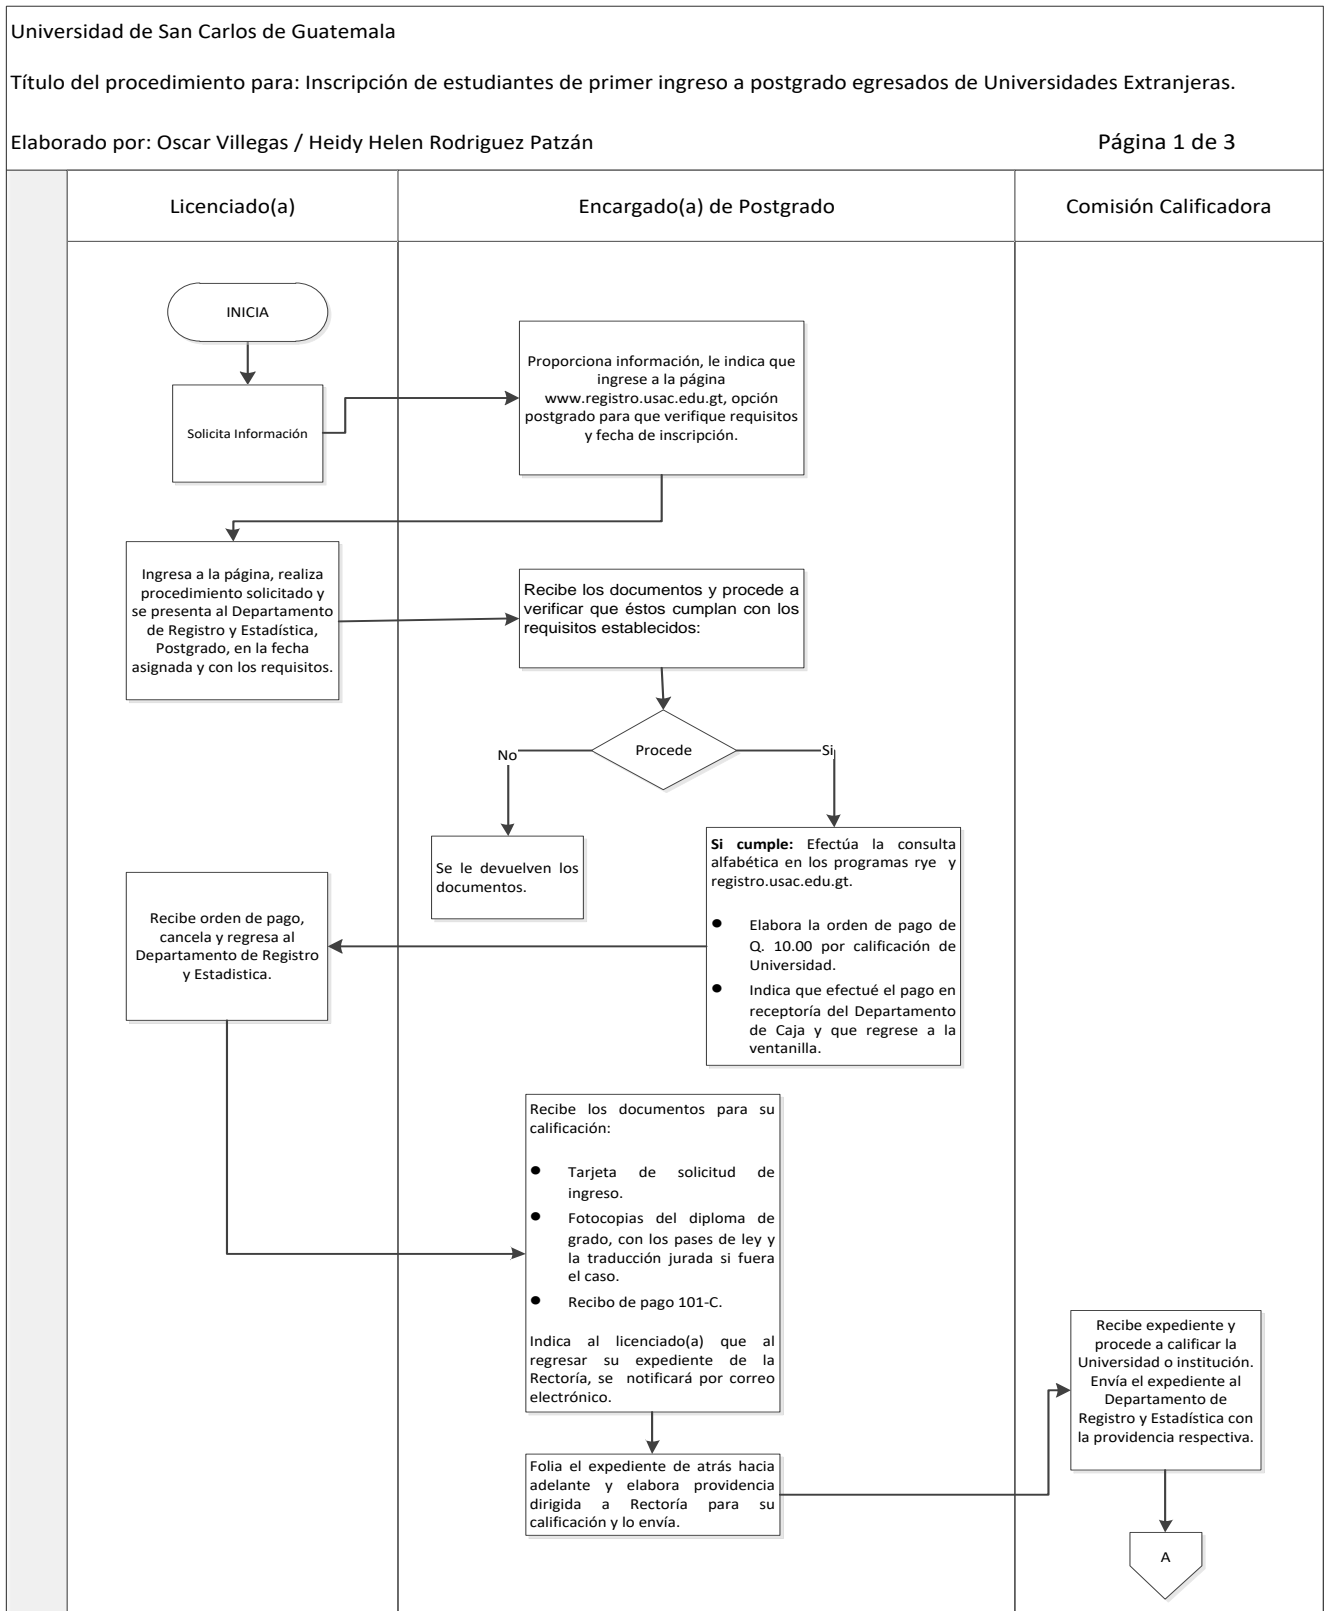 Universidad de San Carlos de Guatemala
Título del procedimiento para: Inscripción de estudiantes de primer ingreso a postgrado egresados de Universidades Extranjeras.
Elaborado por: Oscar Villegas / Heidy Helen Rodriguez Patzán
Página 1 de 3
Licenciado(a)
Encargado(a) de Postgrado
Comisión Calificadora
INICIA
Solicita Información
Proporciona información, le indica que
ingrese a la página
www.registro.usac.edu.gt, opción
postgrado para que verifique requisitos
y fecha de inscripción.
Ingresa a la página, realiza
procedimiento solicitado y
se presenta al Departamento
de Registro y Estadística,
Postgrado, en la fecha
asignada y con los requisitos.
Recibe los documentos y procede a
verificar que éstos cumplan con los
requisitos establecidos:
Procede
No
Si
Se le devuelven los
documentos.
Si cumple: Efectúa la consulta
alfabética en los programas rye y
registro.usac.edu.gt.
● Elabora la orden de pago de
Q. 10.00 por calificación de
Universidad.
● Indica que efectué el pago en
receptoría del Departamento
de Caja y que regrese a la
ventanilla.
Recibe orden de pago,
cancela y regresa al
Departamento de Registro
y Estadistica.
Recibe los documentos para su
calificación:
● Tarjeta de solicitud de
ingreso.
● Fotocopias del diploma de
grado, con los pases de ley y
la traducción jurada si fuera
el caso.
● Recibo de pago 101-C.
Indica al licenciado(a) que al
regresar su expediente de la
Rectoría, se notificará por correo
electrónico.
Folia el expediente de atrás hacia
adelante y elabora providencia
dirigida a Rectoría para su
calificación y lo envía.
Recibe expediente y
procede a calificar la
Universidad o institución.
Envía el expediente al
Departamento de
Registro y Estadística con
la providencia respectiva.
A